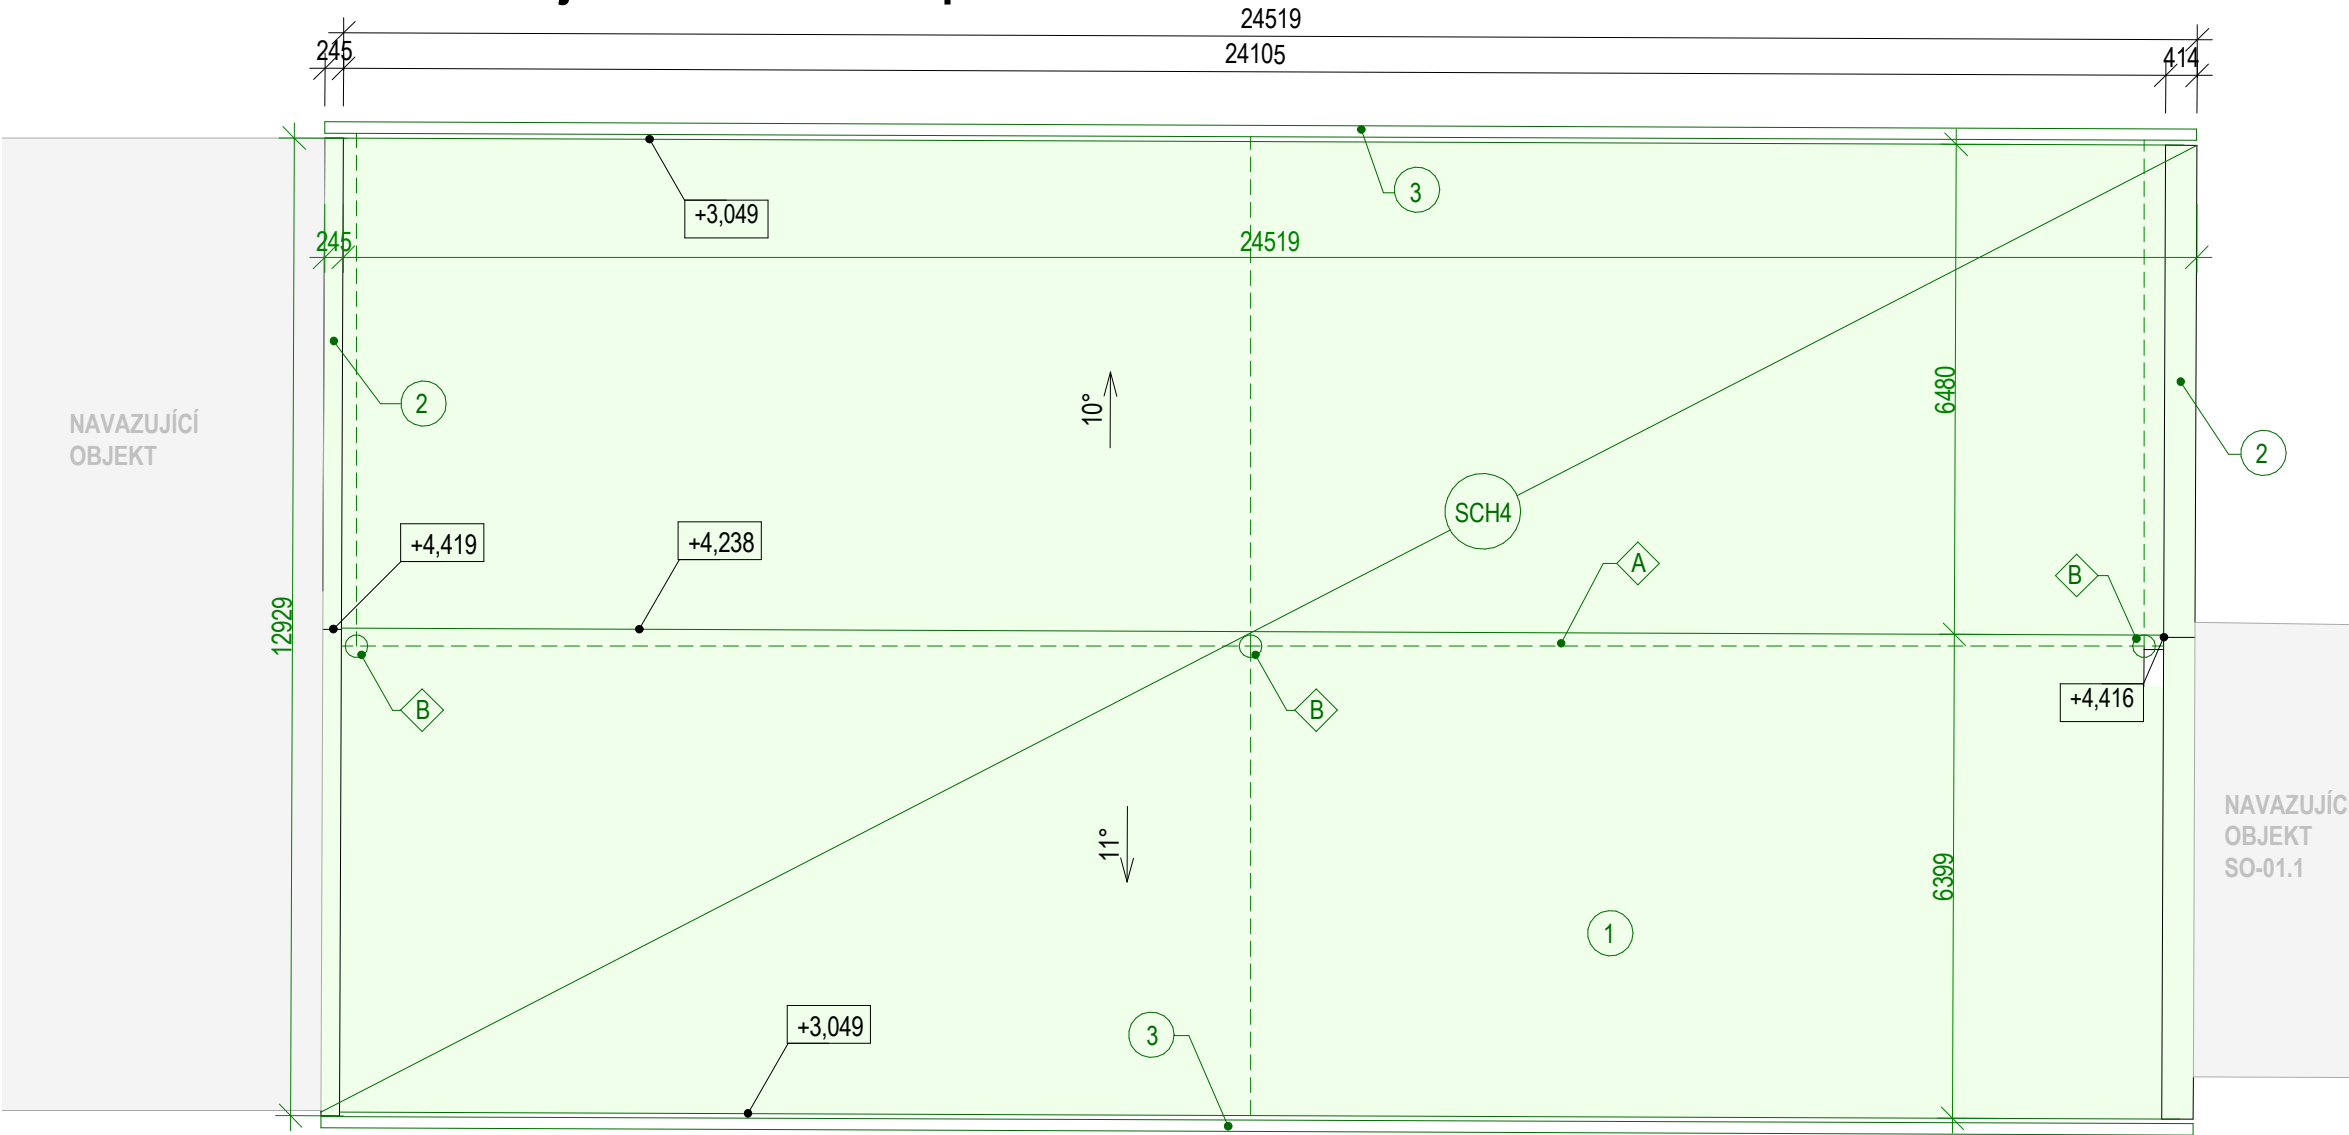 24519
245
24105
414
3
+3,049
245
24519
2
6480
NAVAZUJÍCÍ
OBJEKT
10°
2
SCH4
+4,419
+4,238
A
B
12929
B
B
+4,416
NAVAZUJÍC
OBJEKT
SO-01.1
11°
6399
1
+3,049
3